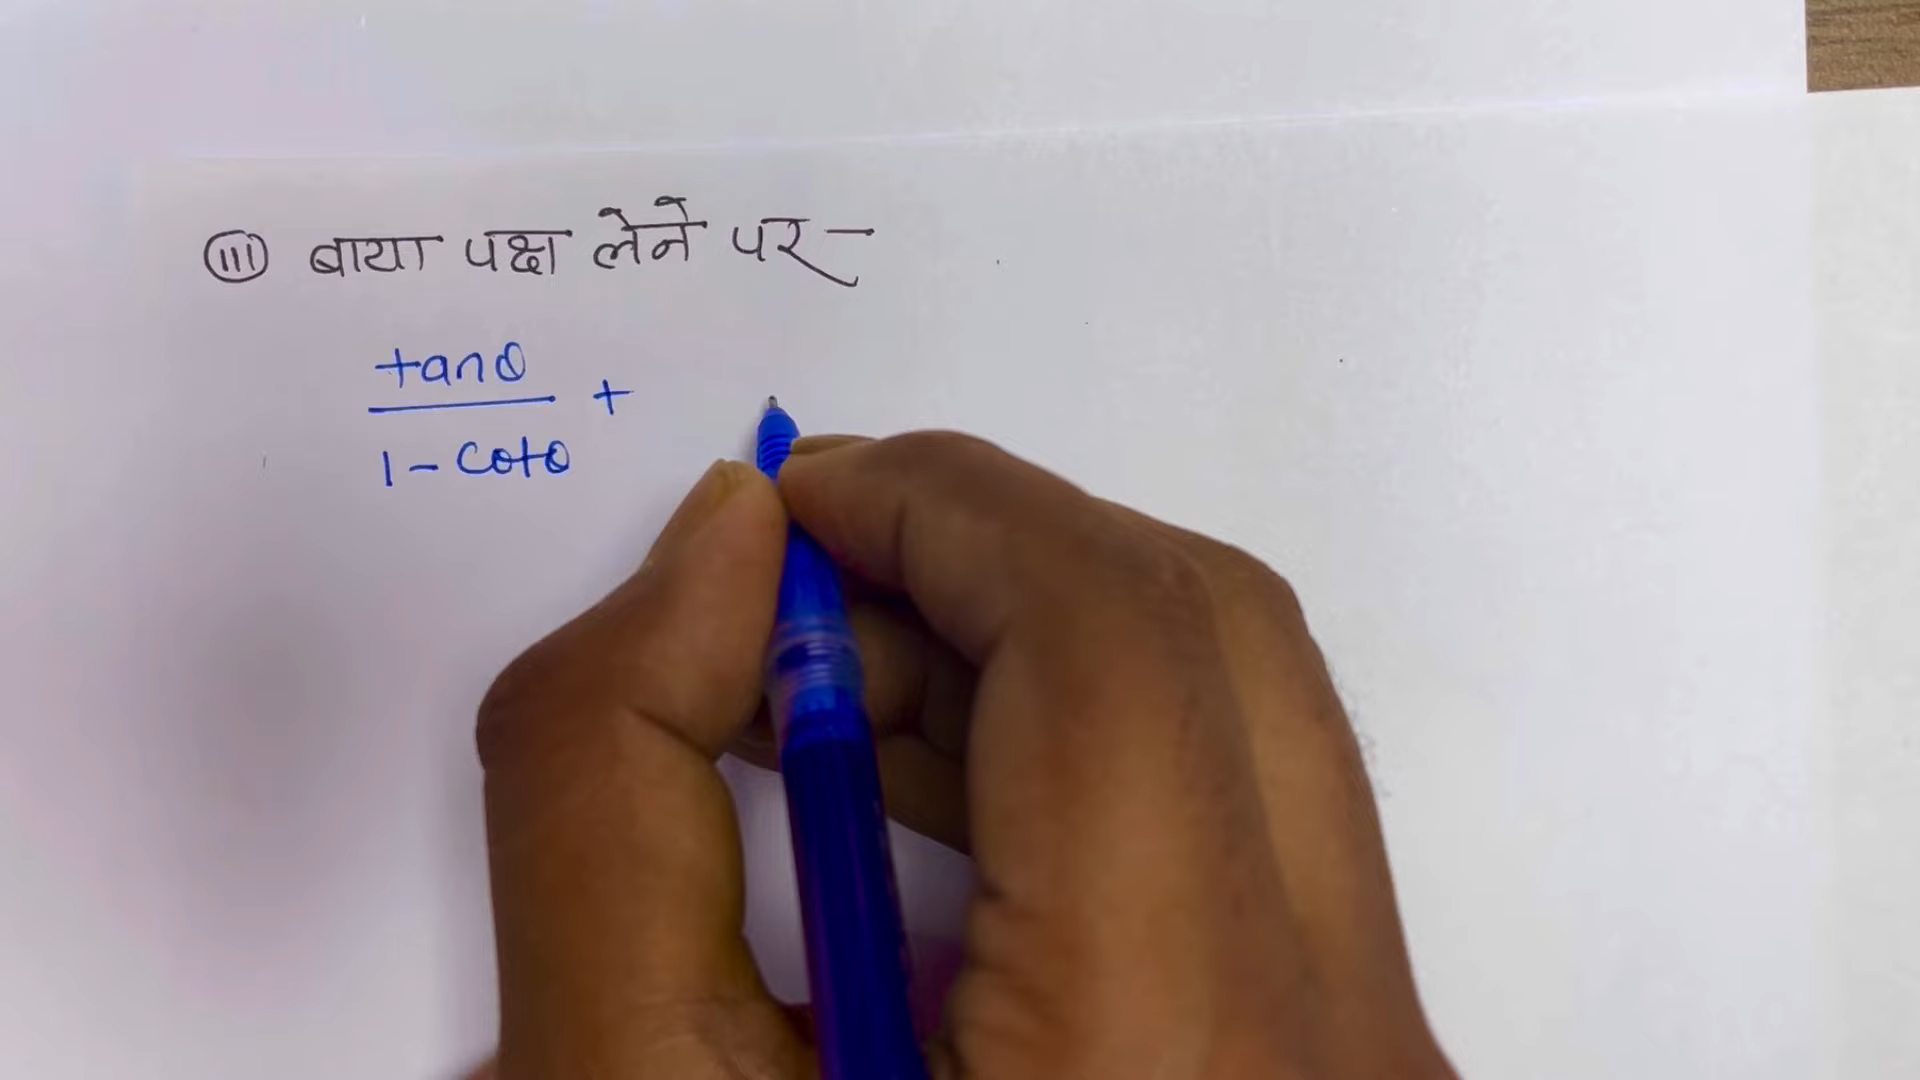 (iii) बाया पक्ष लेने पर-
tanθ
――― +
1 - cotθ